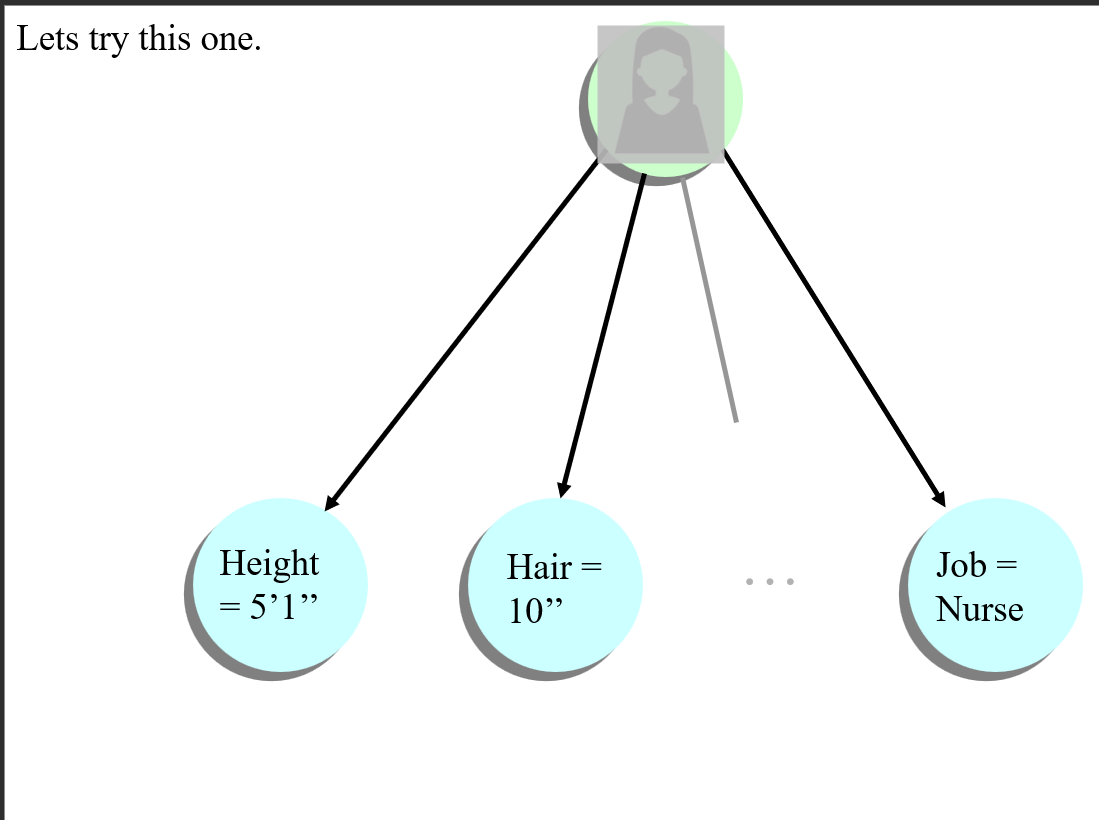 Lets try this one.
Height
= 5’1”
Hair =
10”
. . .
Job =
Nurse